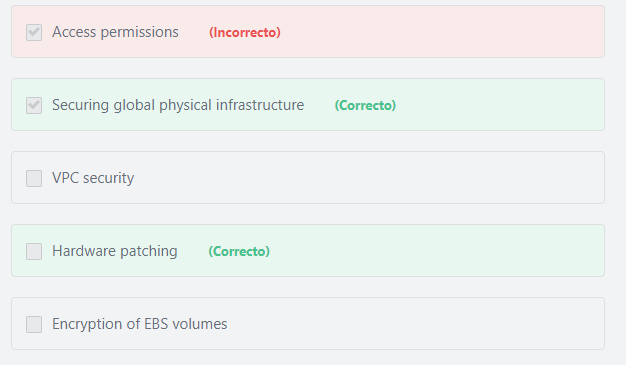 Access permissions (Incorrecto)
Securing global physical infrastructure (Correcto)
VPC security
Hardware patching (Correcto)
Encryption of EBS volumes